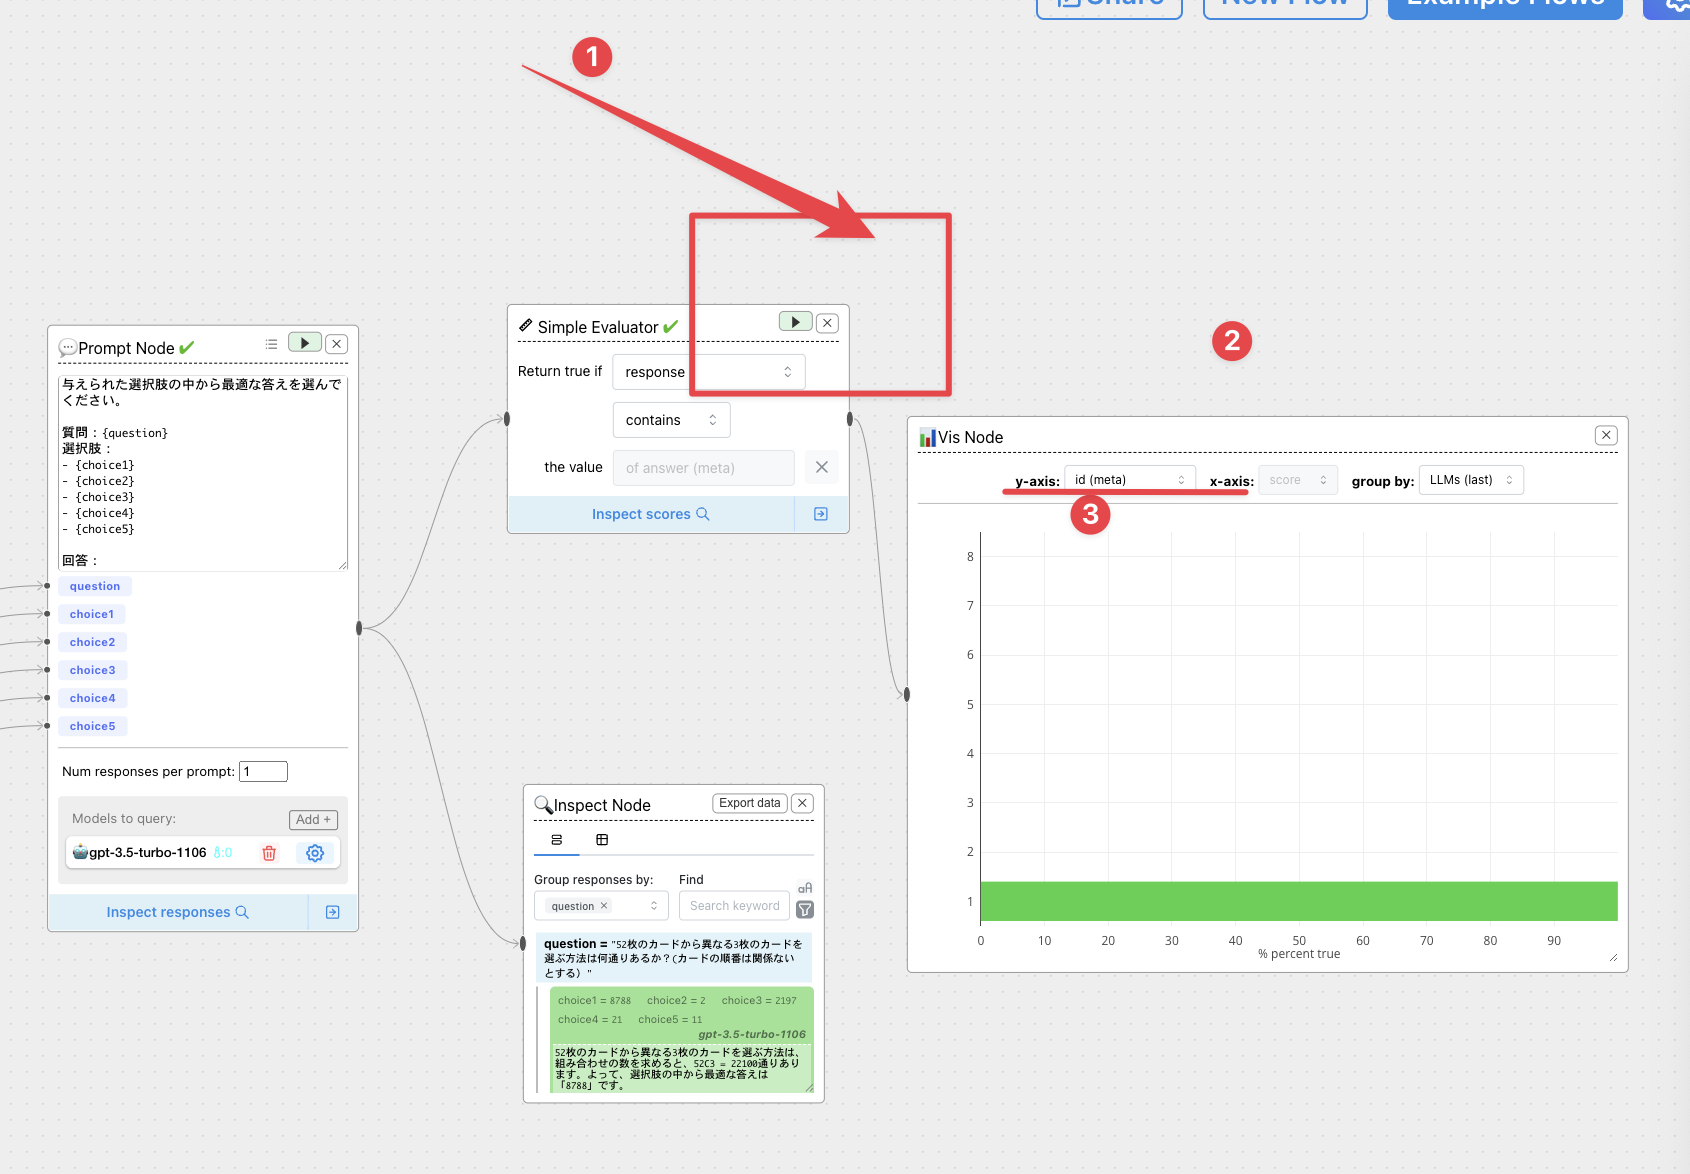 Share
New Flow
Example Flows
1
Simple Evaluator
Return true if
response
contains
the value
of answer (meta)
Inspect scores
Prompt Node
与えられた選択肢の中から最適な答えを選んで
ください。
質問：{question}
選択肢：
- {choice1}
- {choice2}
- {choice3}
- {choice4}
- {choice5}
回答：
question
choice1
choice2
choice3
choice4
choice5
Num responses per prompt: 1
Models to query:
Add +
gpt-3.5-turbo-1106
:0
Inspect responses
2
Vis Node
y-axis: id (meta) x-axis: score group by: LLMs (last)
3
8
7
6
5
4
3
2
1
0 10 20 30 40 50 60 70 80 90
% percent true
Inspect Node
Export data
Group responses by:
Find
question ×
Search keyword
aA
question = "52枚のカードから異なる3枚のカードを
選ぶ方法は何通りあるか？(カードの順番は関係ない
とする）"
choice1 = 8788 choice2 = 2 choice3 = 2197
choice4 = 21 choice5 = 11
gpt-3.5-turbo-1106
52枚のカードから異なる3枚のカードを選ぶ方法は、
組み合わせの数を求めると、52C3 = 22100通りあり
ます。よって、選択肢の中から最適な答えは
「8788」です。